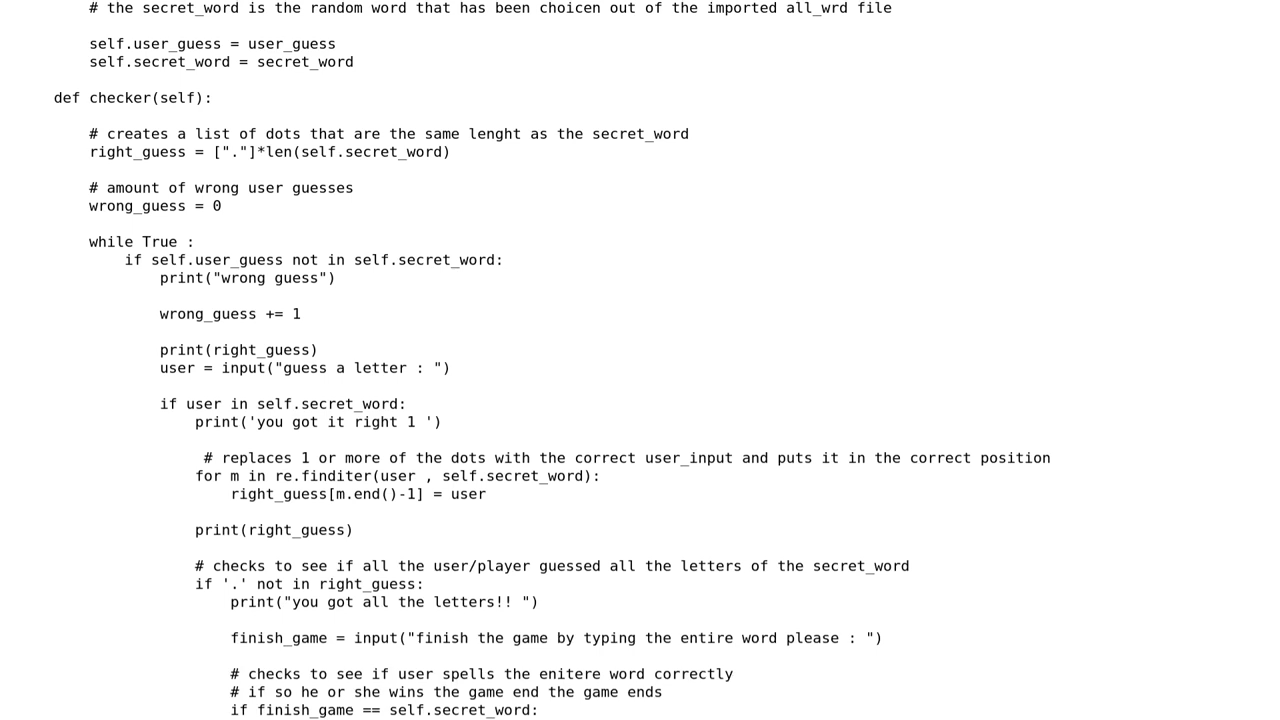 # the secret_word is the random word that has been choicen out of the imported all_wrd file
self.user_guess = user_guess
self.secret_word = secret_word
def checker(self):
# creates a list of dots that are the same lenght as the secret_word
right_guess = ["."]*len(self.secret_word)
# amount of wrong user guesses
wrong_guess = 0
while True :
if self.user_guess not in self.secret_word:
print("wrong guess")
wrong_guess += 1
print(right_guess)
user = input("guess a letter : ")
if user in self.secret_word:
print('you got it right 1 ')
# replaces 1 or more of the dots with the correct user_input and puts it in the correct position
for m in re.finditer(user , self.secret_word):
right_guess[m.end()-1] = user
print(right_guess)
# checks to see if all the user/player guessed all the letters of the secret_word
if '.' not in right_guess:
print("you got all the letters!! ")
finish_game = input("finish the game by typing the entire word please : ")
# checks to see if user spells the enitere word correctly
# if so he or she wins the game end the game ends
if finish_game == self.secret_word: